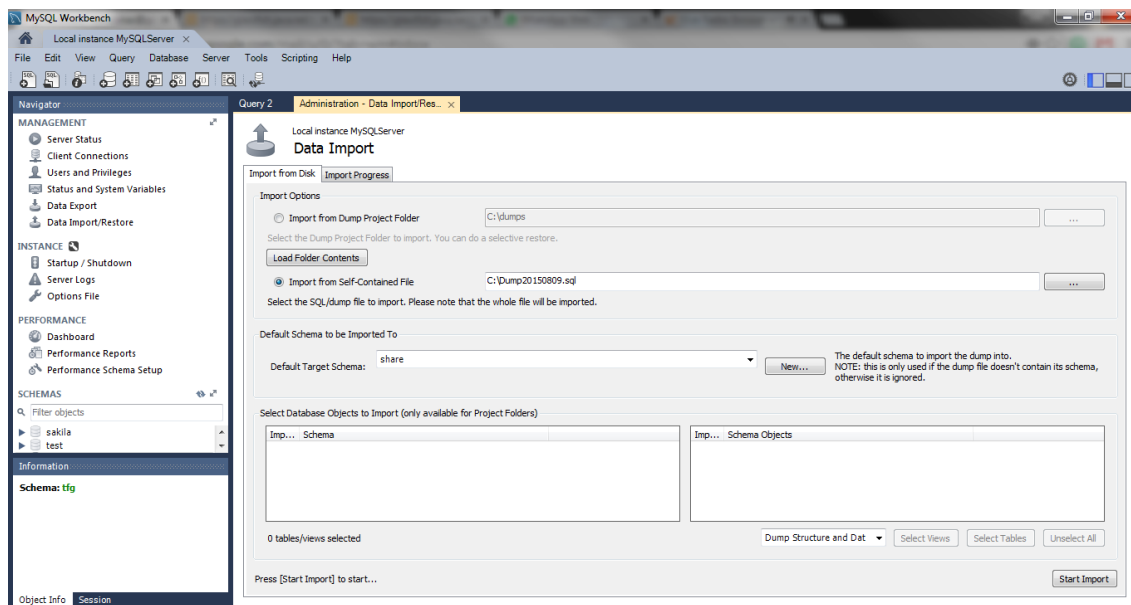 MySQL Workbench
Local instance MySQLServer
File Edit View Query Database Server Tools Scripting Help
Navigator
MANAGEMENT
Server Status
Client Connections
Users and Privileges
Status and System Variables
Data Export
Data Import/Restore
INSTANCE
Startup / Shutdown
Server Logs
Options File
PERFORMANCE
Dashboard
Performance Reports
Performance Schema Setup
SCHEMAS
Filter objects
sakila
test
Information
Schema: tfg
Object Info Session
Query 2 Administration - Data Import/Res...
Local instance MySQLServer
Data Import
Import from Disk Import Progress
Import Options
Import from Dump Project Folder C:\dumps ...
Select the Dump Project Folder to import. You can do a selective restore.
Load Folder Contents
Import from Self-Contained File C:\Dump20150809.sql ...
Select the SQL/dump file to import. Please note that the whole file will be imported.
Default Schema to be Imported To
Default Target Schema: share New...
The default schema to import the dump into.
NOTE: this is only used if the dump file doesn't contain its schema,
otherwise it is ignored.
Select Database Objects to Import (only available for Project Folders)
Imp... Schema Imp... Schema Objects
0 tables/views selected Dump Structure and Dat Select Views Select Tables Unselect All
Press [Start Import] to start... Start Import